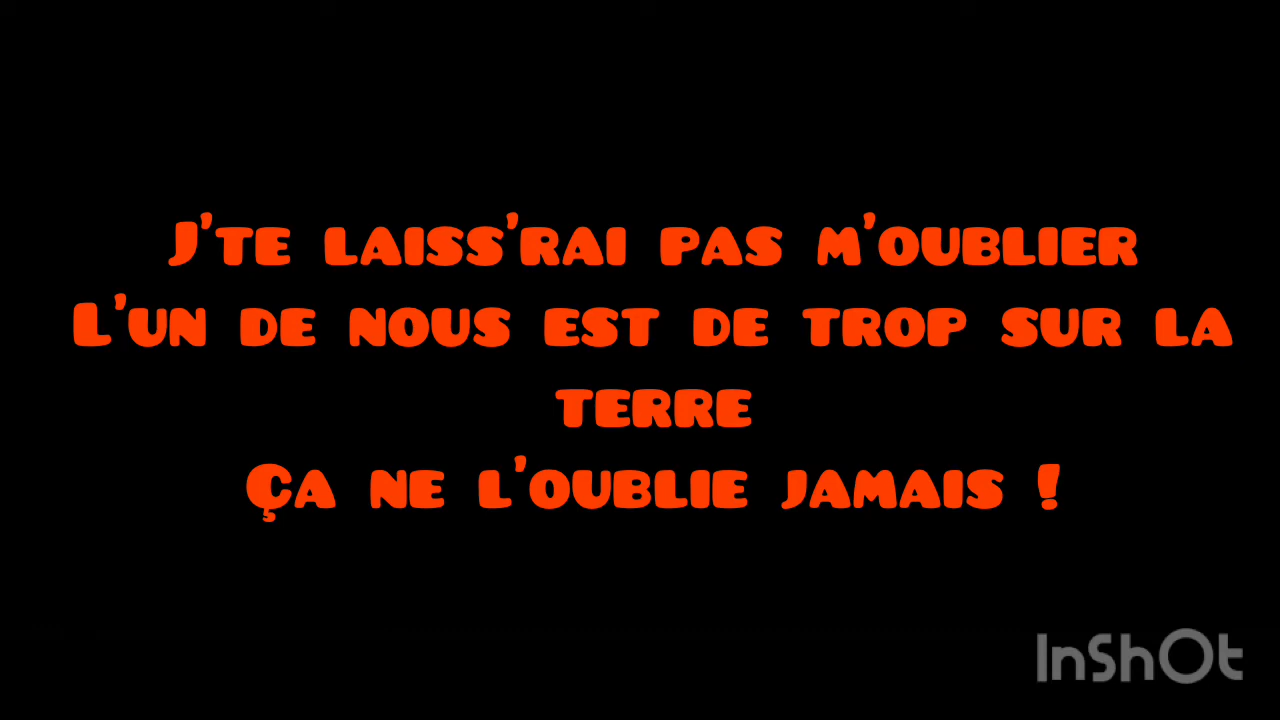 J'te laiss'rai pas m'oublier
L'un de nous est de trop sur la
terre
Ça ne l'oublie jamais !
InShOt